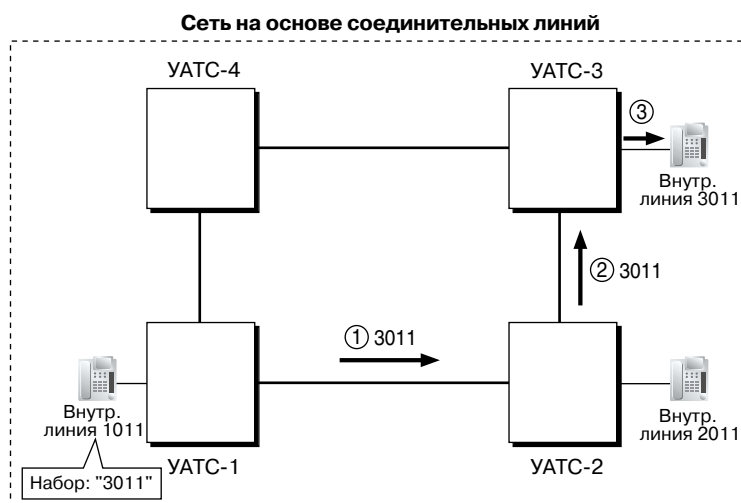 Сеть на основе соединительных линий
УАТС-4
УАТС-3
③
Внутр.
линия 3011
② 3011
① 3011
Внутр.
линия 1011
Внутр.
линия 2011
УАТС-1
УАТС-2
Набор: "3011"